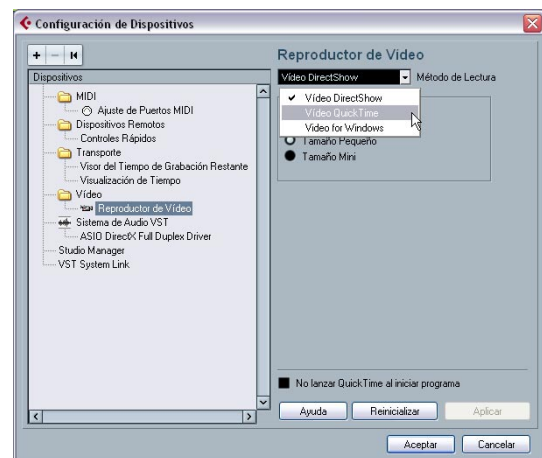 Configuración de Dispositivos
Dispositivos
MIDI
Ajuste de Puertos MIDI
Dispositivos Remotos
Controles Rápidos
Transporte
Visor del Tiempo de Grabación Restante
Visualización de Tiempo
Vídeo
Reproductor de Vídeo
Sistema de Audio VST
ASIO DirectX Full Duplex Driver
Studio Manager
VST System Link
Reproductor de Video
Vídeo DirectShow
Método de Lectura
Vídeo DirectShow
Vídeo QuickTime
Video for Windows
Tamaño Pequeño
Tamaño Mini
No lanzar QuickTime al iniciar programa
Ayuda
Reinicializar
Aplicar
Aceptar
Cancelar